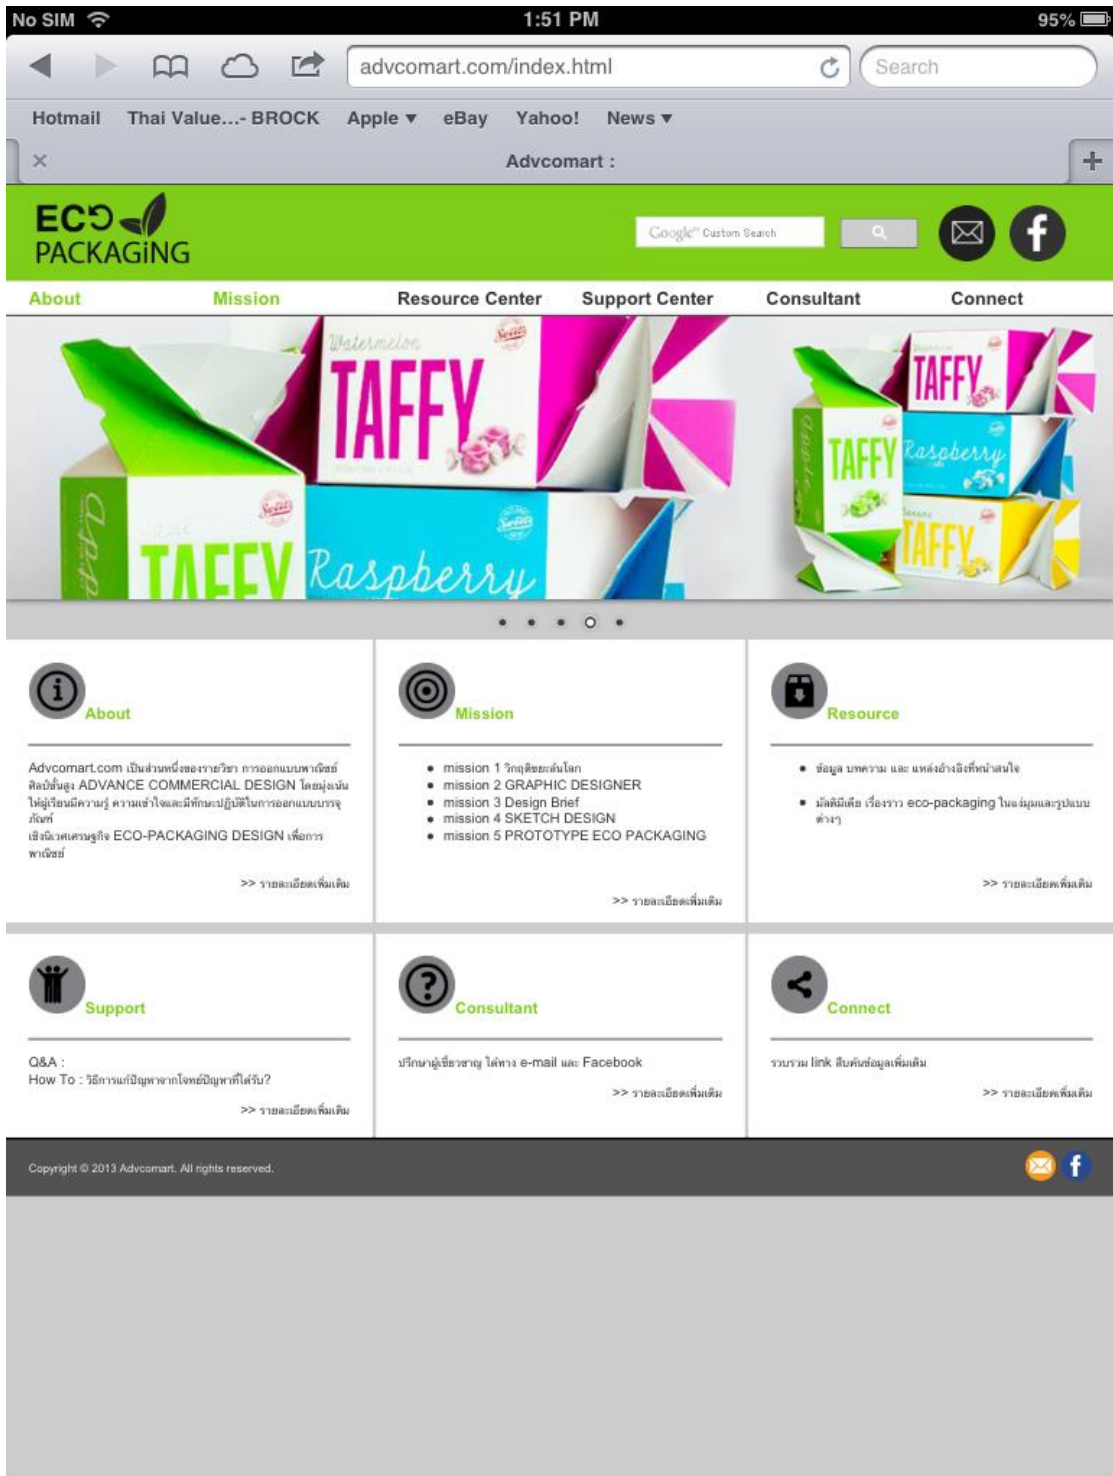 No SIM 1:51 PM 95%
advcomart.com/index.html Search
Hotmail Thai Value...- BROCK Apple ▼ eBay Yahoo! News ▼
Advcomart :
ECO
PACKAGiNG
Google™ Custom Search
About Mission Resource Center Support Center Consultant Connect
Watermelon
Sweets
TAFFY
Apple
TAFFY
Raspberry
TAFFY
Apple
TAFFY
Raspberry
TAFFY
About
Advcomart.com เป็นส่วนหนึ่งของรายวิชา การออกแบบพาณิชย์
ศิลป์ขั้นสูง ADVANCE COMMERCIAL DESIGN โดยมุ่งเน้น
ให้ผู้เรียนมีความรู้ ความเข้าใจและมีทักษะปฏิบัติในการออกแบบบรรจุ
ภัณฑ์
เชิงนิเวศเศรษฐกิจ ECO-PACKAGING DESIGN เพื่อการ
พาณิชย์
>> รายละเอียดเพิ่มเติม
Mission
mission 1 วิกฤติขยะล้นโลก
mission 2 GRAPHIC DESIGNER
mission 3 Design Brief
mission 4 SKETCH DESIGN
mission 5 PROTOTYPE ECO PACKAGING
>> รายละเอียดเพิ่มเติม
Resource
ข้อมูล บทความ และ แหล่งอ้างอิงที่น่าสนใจ
มัลติมีเดีย เรื่องราว eco-packaging ในแง่มุมและรูปแบบ
ต่างๆ
>> รายละเอียดเพิ่มเติม
Support
Q&A :
How To : วิธีการแก้ปัญหาจากโจทย์ปัญหาที่ได้รับ?
>> รายละเอียดเพิ่มเติม
Consultant
ปรึกษาผู้เชี่ยวชาญ ได้ทาง e-mail และ Facebook
>> รายละเอียดเพิ่มเติม
Connect
รวบรวม link สืบค้นข้อมูลเพิ่มเติม
>> รายละเอียดเพิ่มเติม
Copyright © 2013 Advcomart. All rights reserved.